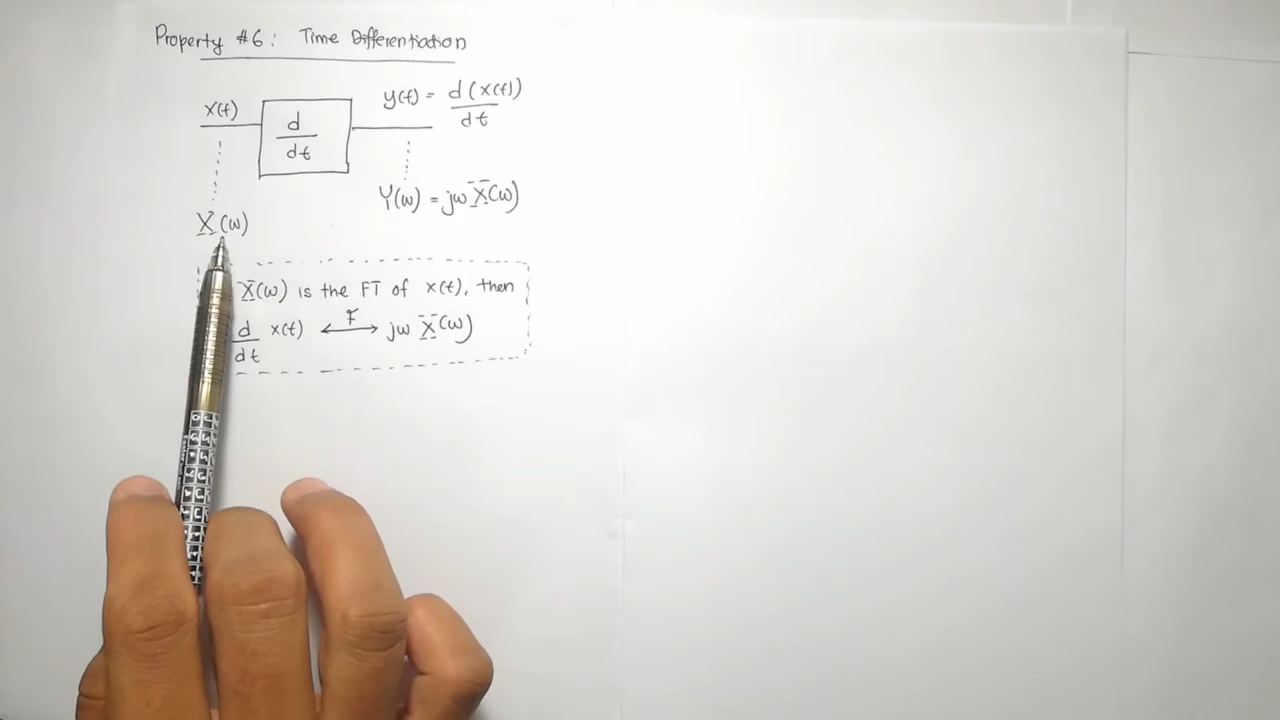 Property #6: Time Differentiation
x(t)
d/dt
y(t) = d(x(t))/dt
X(ω)
Y(ω) = jω X(ω)
X(ω) is the FT of x(t), then
d/dt x(t) ⟷ F jω X(ω)